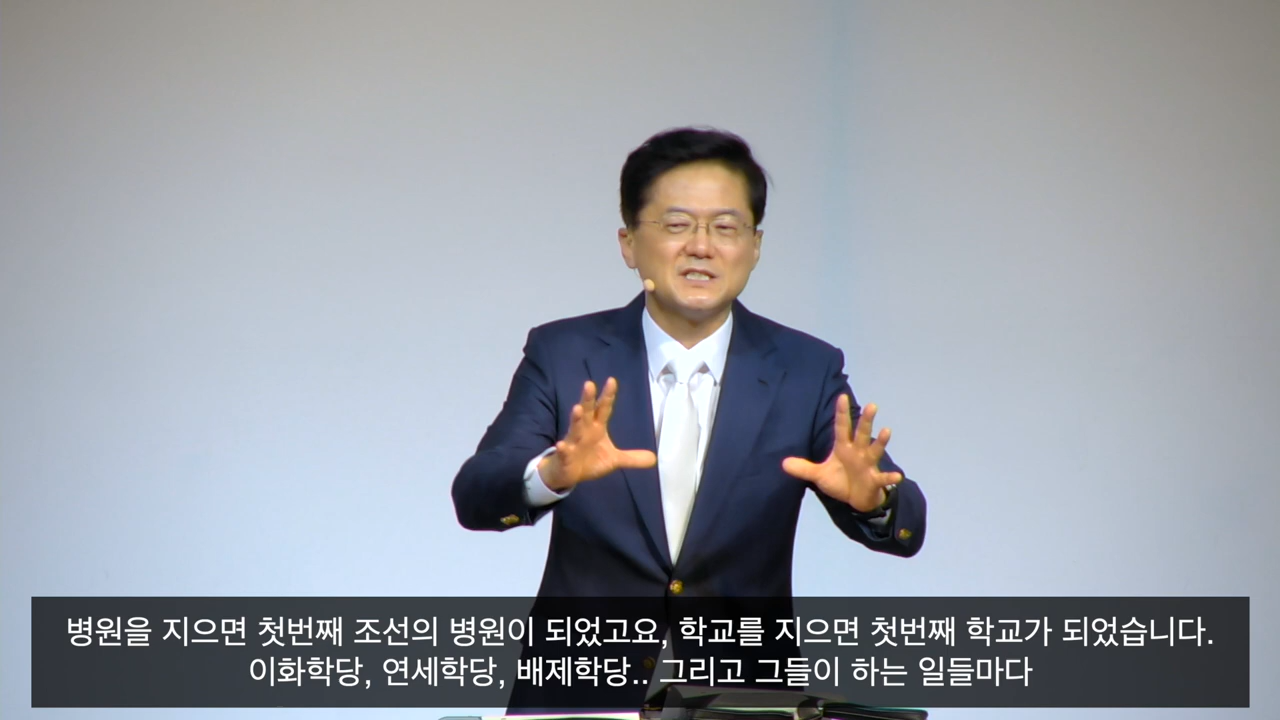 병원을 지으면 첫번째 조선의 병원이 되었고요, 학교를 지으면 첫번째 학교가 되었습니다.
이화학당, 연세학당, 배제학당.. 그리고 그들이 하는 일들마다